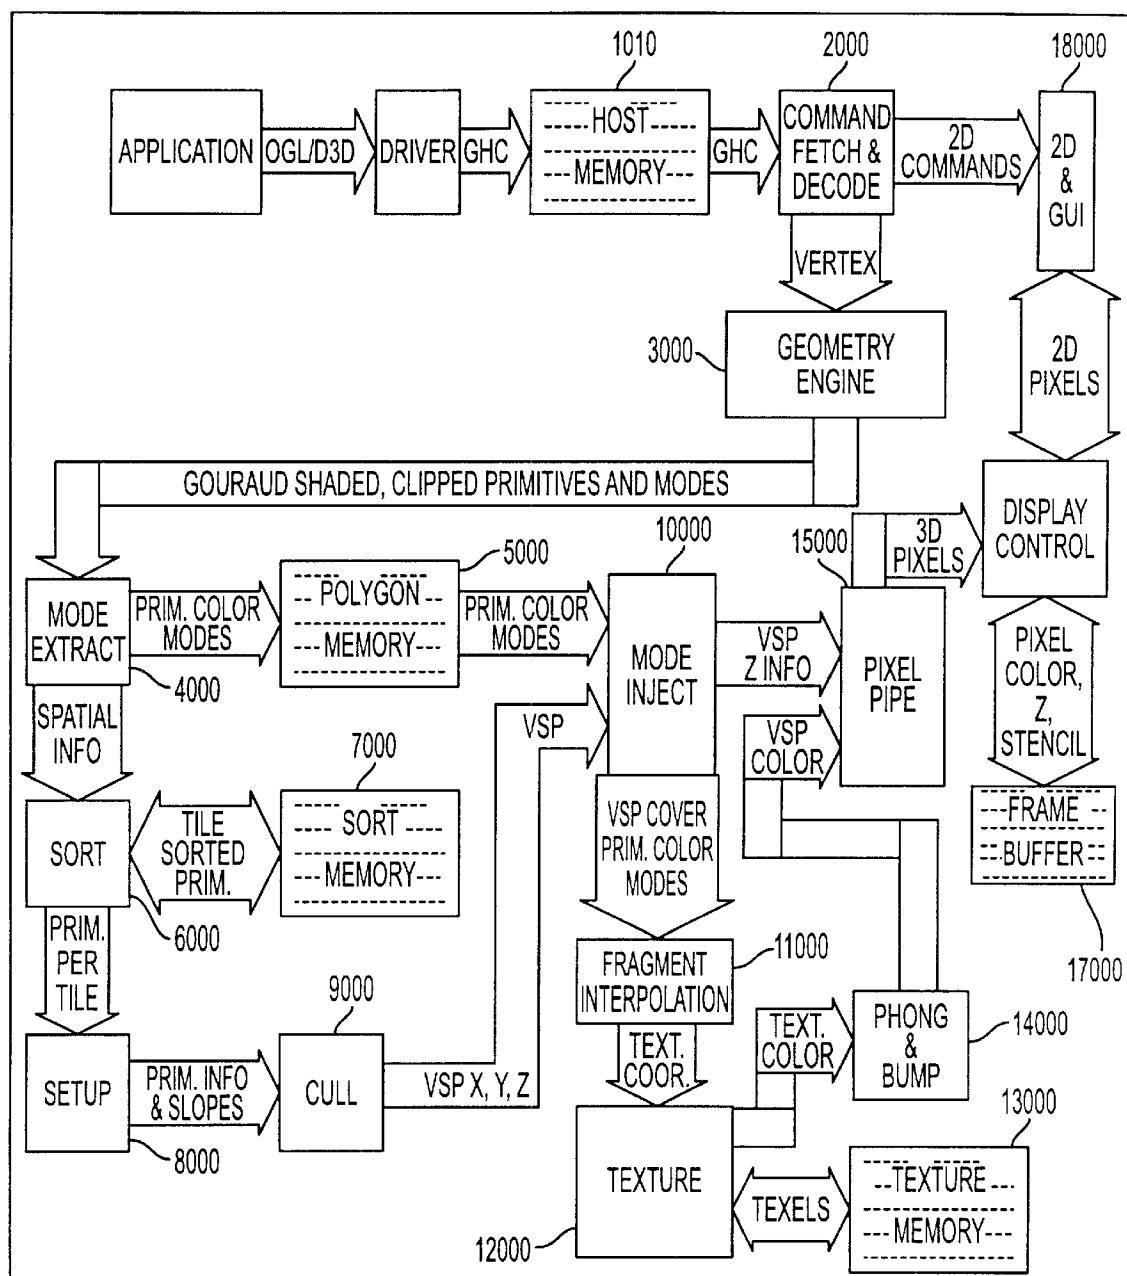 1010
2000
18000
APPLICATION
OGL/D3D
DRIVER
GHC
HOST
MEMORY
GHC
COMMAND
FETCH &
DECODE
2D
COMMANDS
2D
&
GUI
VERTEX
3000
GEOMETRY
ENGINE
2D
PIXELS
GOURAUD SHADED, CLIPPED PRIMITIVES AND MODES
5000
10000
15000
3D
PIXELS
DISPLAY
CONTROL
MODE
EXTRACT
4000
PRIM. COLOR
MODES
POLYGON
MEMORY
PRIM. COLOR
MODES
MODE
INJECT
VSP
Z INFO
PIXEL
PIPE
PIXEL
COLOR,
Z,
STENCIL
SPATIAL
INFO
VSP
VSP
COLOR
7000
SORT
6000
TILE
SORTED
PRIM.
SORT
MEMORY
VSP COVER
PRIM. COLOR
MODES
FRAME
BUFFER
17000
PRIM.
PER
TILE
9000
FRAGMENT
INTERPOLATION
11000
SETUP
8000
PRIM. INFO
& SLOPES
CULL
VSP X, Y, Z
TEXT.
COOR.
TEXT.
COLOR
PHONG
&
BUMP
14000
13000
TEXTURE
12000
TEXELS
TEXTURE
MEMORY